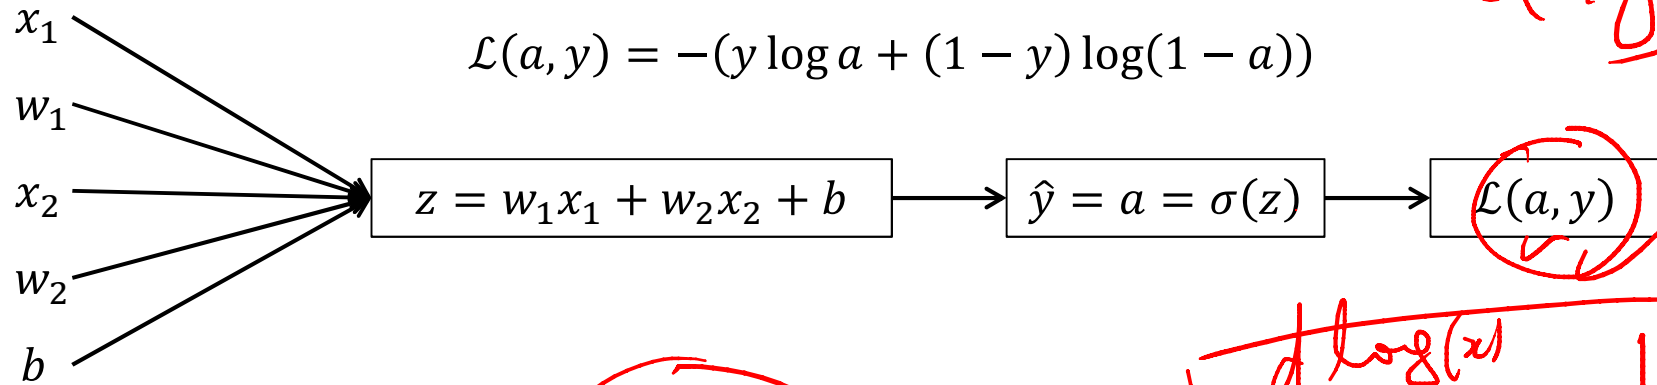 x₁
ℒ(a, y) = −(y log a + (1 − y) log(1 − a))
w₁
x₂
z = w₁x₁ + w₂x₂ + b
ŷ = a = σ(z)
ℒ(a, y)
w₂
d log(x)
b